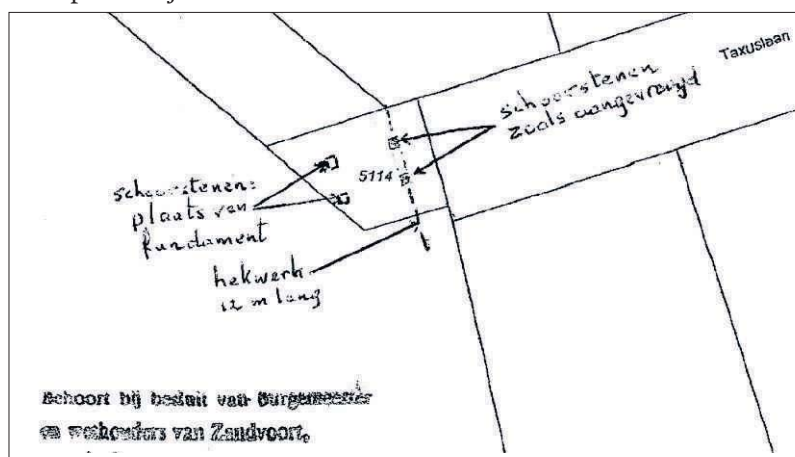 Taxuslaan
schoorstenen
zoals aangevraagd
5114
schoorstenen:
plaats van
fundament
hekwerk
12 m lang
Behoort bij besluit van Burgemeester
en wethouders van Zandvoort,